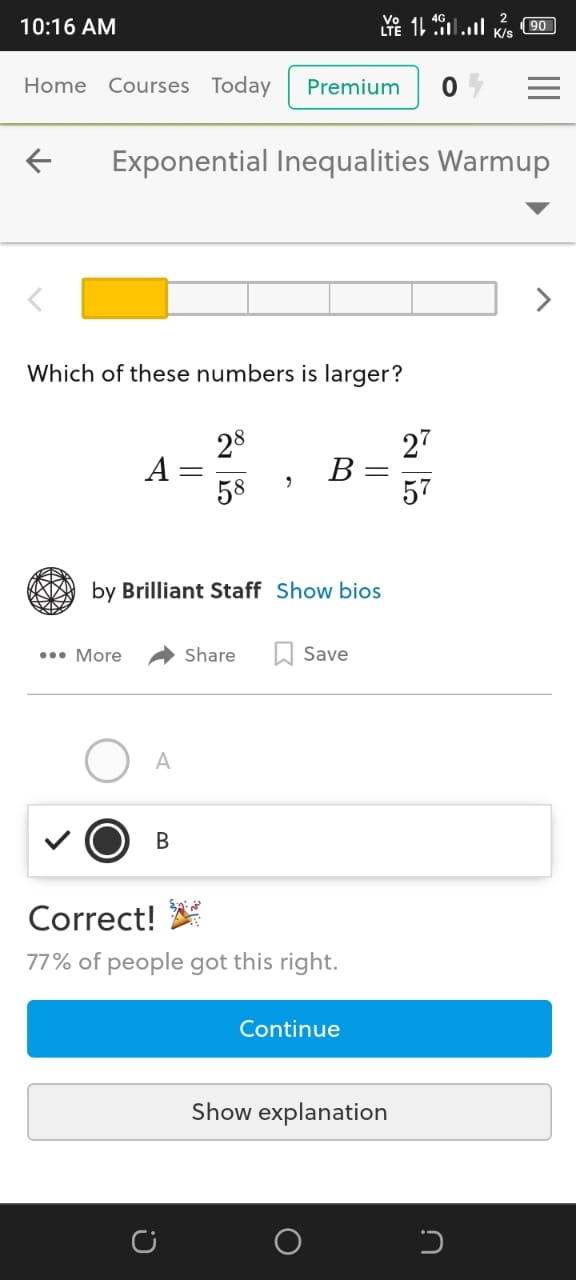 10:16 AM Vo LTE 4G 2 K/s 90
Home Courses Today Premium 0
Exponential Inequalities Warmup
Which of these numbers is larger?
A = 2^8/5^8 , B = 2^7/5^7
by Brilliant Staff Show bios
••• More Share Save
A
B
Correct! 🎉
77% of people got this right.
Continue
Show explanation